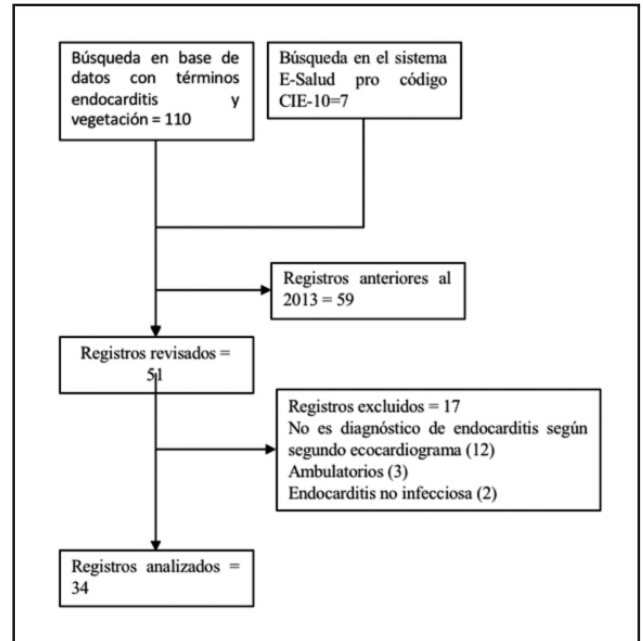 Búsqueda en base de
datos con términos
endocarditis y
vegetación = 110
Búsqueda en el sistema
E-Salud pro código
CIE-10=7
Registros anteriores al
2013 = 59
Registros revisados =
51
Registros excluidos = 17
No es diagnóstico de endocarditis según
segundo ecocardiograma (12)
Ambulatorios (3)
Endocarditis no infecciosa (2)
Registros analizados =
34